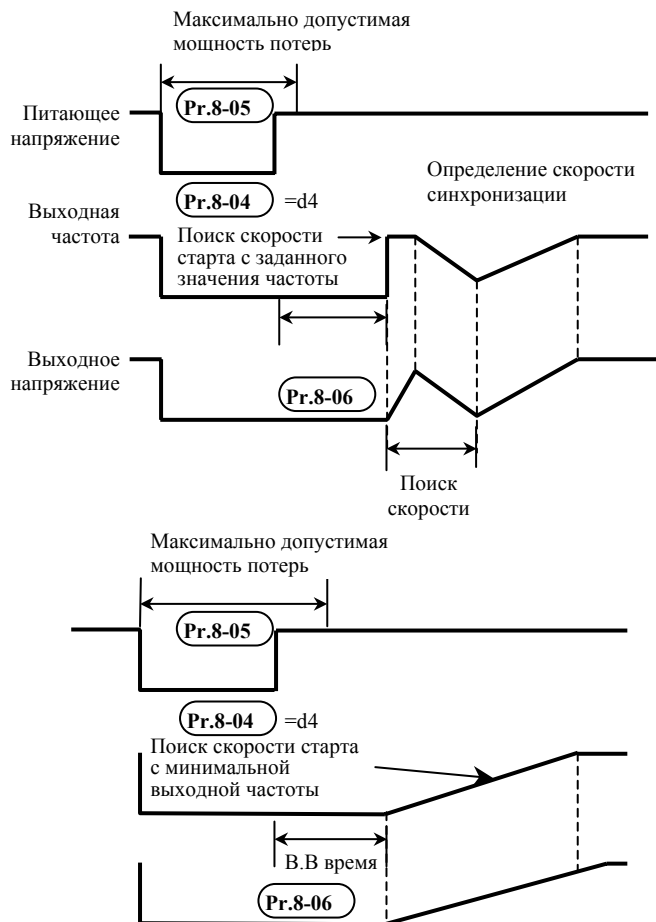 Максимально допустимая
мощность потерь
Pr.8-05
Питающее
напряжение
Определение скорости
синхронизации
Pr.8-04 =d4
Выходная
частота
Поиск скорости
старта с заданного
значения частоты
Выходное
напряжение
Pr.8-06
Поиск
скорости
Максимально допустимая
мощность потерь
Pr.8-05
Pr.8-04 =d4
Поиск скорости старта
с минимальной
выходной частоты
В.В время
Pr.8-06